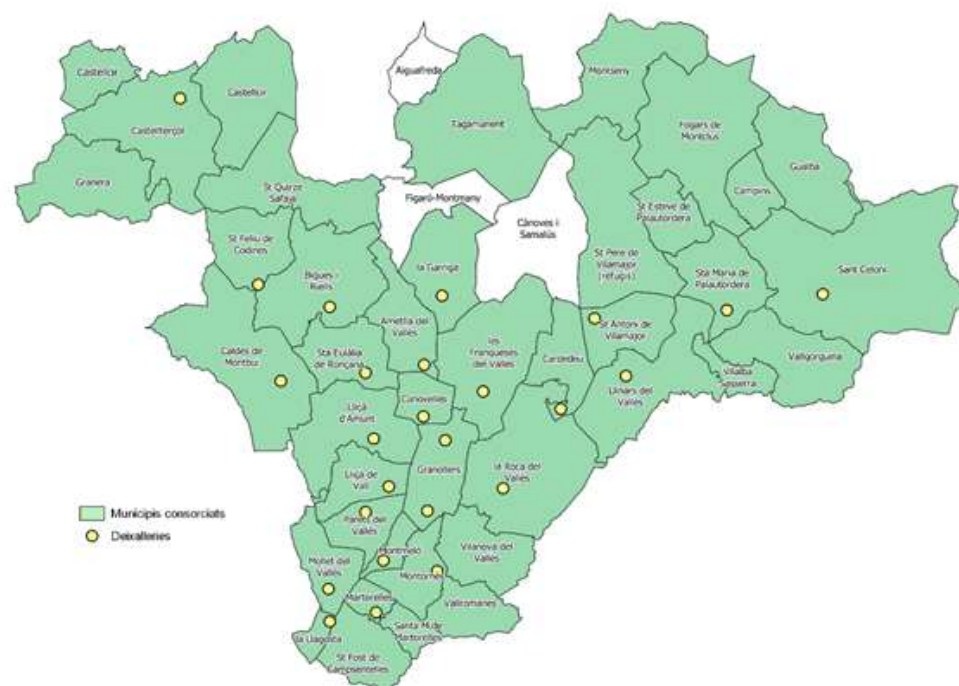 Castellcir
Castellterçol
Castellcir
Granera
St Quirze
Safaja
Aiguafreda
Tagamanent
Montseny
Fogars de
Montclús
Gualba
Campins
St Esteve de
Palautordera
Figaró-Montmany
Cànoves i
Samalús
St Pere de
Vilamajor
(refugis)
Sta Maria de
Palautordera
Sant Celoni
St Feliu de
Codines
Bigues i
Riells
la Garriga
Ametlla del
Vallès
les
Franqueses
del Vallès
Cardedeu
St Antoni de
Vilamajor
Llinars del
Vallès
Vilalba
Sasserra
Vallgorguina
Caldes de
Montbui
Sta Eulàlia
de Ronçana
Lliçà
d'Amunt
Canovelles
Granollers
la Roca del
Vallès
Lliçà de
Vall
Parets del
Vallès
Mollet del
Vallès
Montmeló
Montornès
Vilanova del
Vallès
Vallromanes
Martorelles
Santa M. de
Martorelles
la Llagosta
St Fost de
Campsentelles
Municipis consorciats
Deixalleries